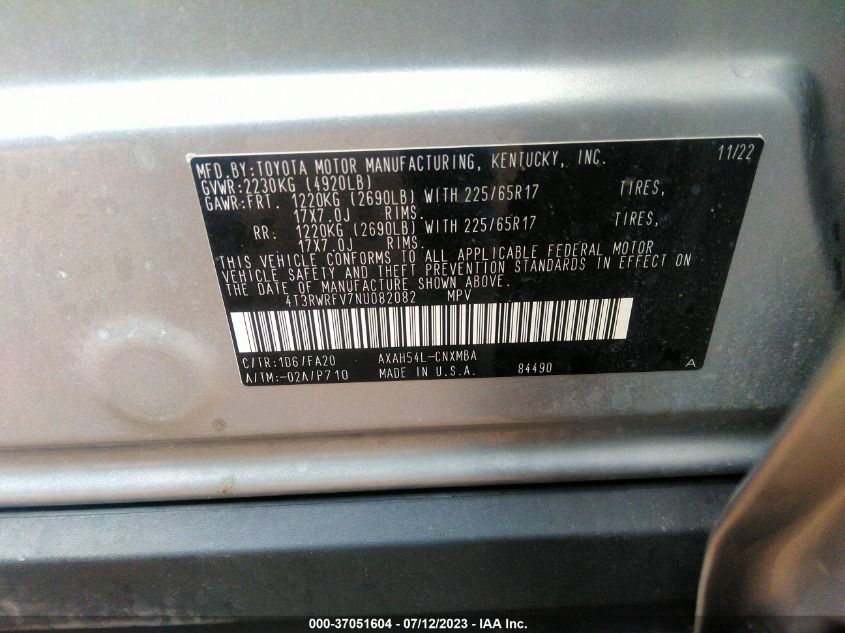 MFD.BY:TOYOTA MOTOR MANUFACTURING, KENTUCKY, INC. 11/22
GVWR:2230KG (4920LB)
GAWR:FRT. 1220KG (2690LB) WITH 225/65R17 TIRES,
17X7.0J RIMS.
RR. 1220KG (2690LB) WITH 225/65R17 TIRES,
17X7.0J RIMS.
THIS VEHICLE CONFORMS TO ALL APPLICABLE FEDERAL MOTOR
VEHICLE SAFETY AND THEFT PREVENTION STANDARDS IN EFFECT ON
THE DATE OF MANUFACTURE SHOWN ABOVE.
4T3RWRFV7NU082082 MPV
C/TR:1D6/FA20 AXAH54L-CNXMBA
A/TM:-02A/P710 MADE IN U.S.A. 84490 A
000-37051604 - 07/12/2023 - IAA Inc.